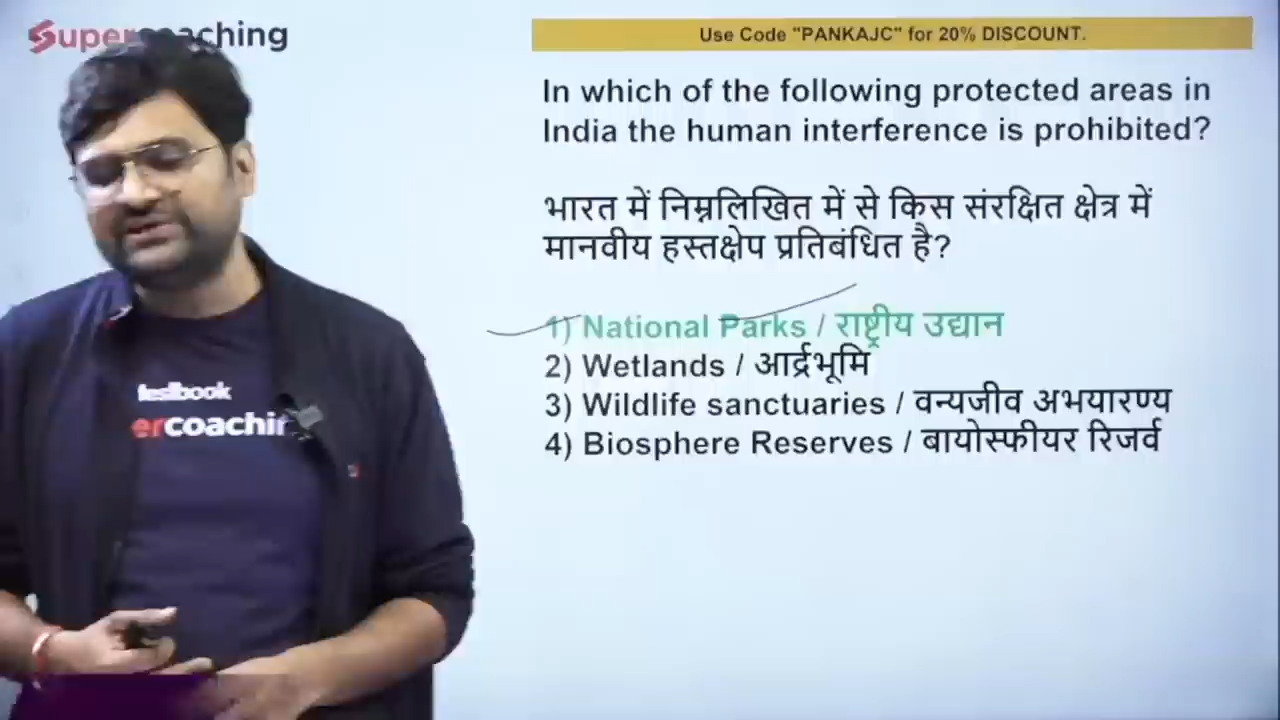 Supercoaching
Use Code "PANKAJC" for 20% DISCOUNT.
In which of the following protected areas in
India the human interference is prohibited?
भारत में निम्नलिखित में से किस संरक्षित क्षेत्र में
मानवीय हस्तक्षेप प्रतिबंधित है?
1) National Parks / राष्ट्रीय उद्यान
2) Wetlands / आर्द्रभूमि
3) Wildlife sanctuaries / वन्यजीव अभयारण्य
4) Biosphere Reserves / बायोस्फीयर रिजर्व
testbook
ercoachin